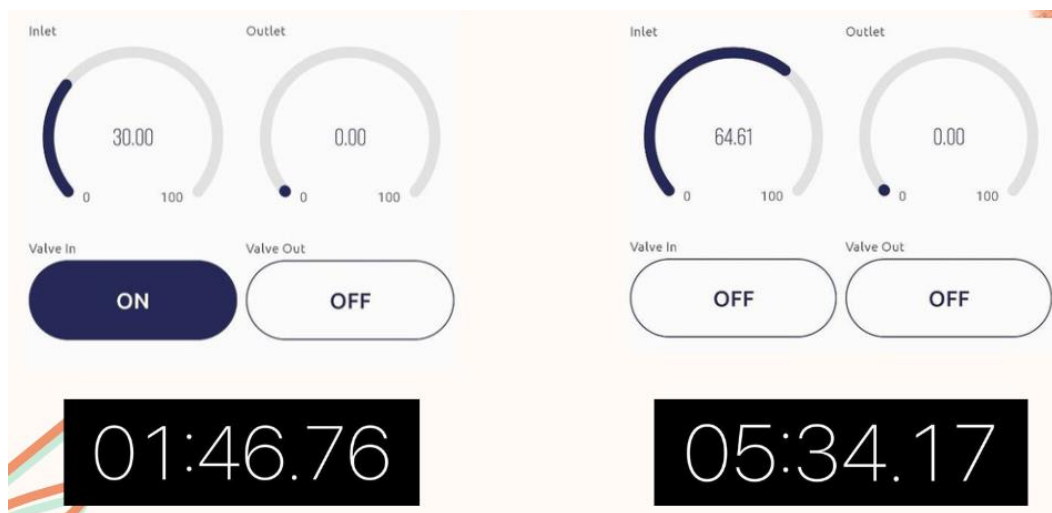 Inlet
Outlet
30.00
0.00
0
100
0
100
Valve In
Valve Out
ON
OFF
01:46.76
Inlet
Outlet
64.61
0.00
0
100
0
100
Valve In
Valve Out
OFF
OFF
05:34.17